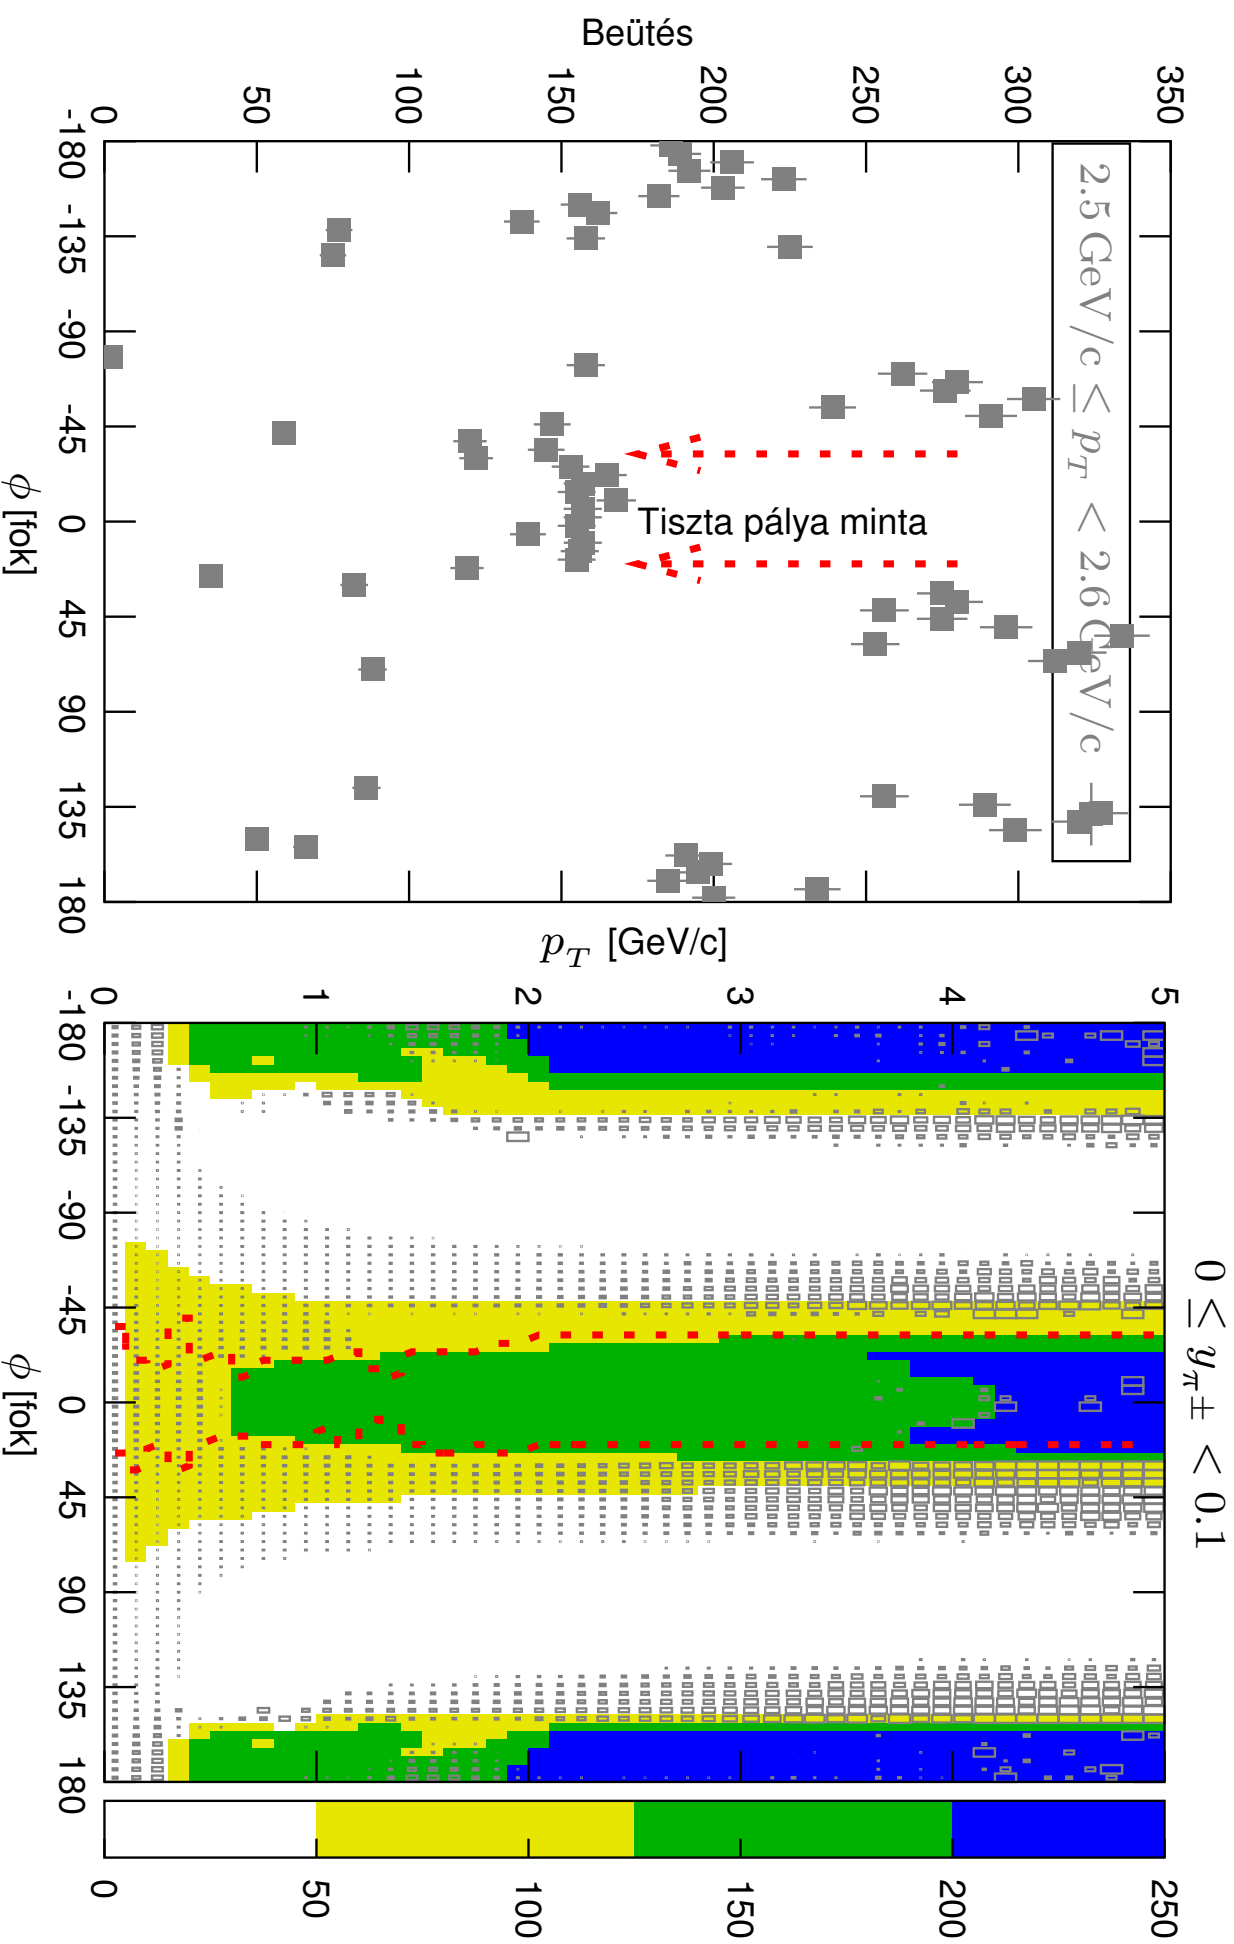 Beütés
350
300
250
200
150
100
50
0
2.5 GeV/c ≤ p_T < 2.6 GeV/c
Tiszta pálya minta
-180 -135 -90 -45 0 45 90 135 180
ϕ [fok]
0 ≤ y_π± < 0.1
p_T [GeV/c]
5
4
3
2
1
0
-180 -135 -90 -45 0 45 90 135 180
ϕ [fok]
250
200
150
100
50
0